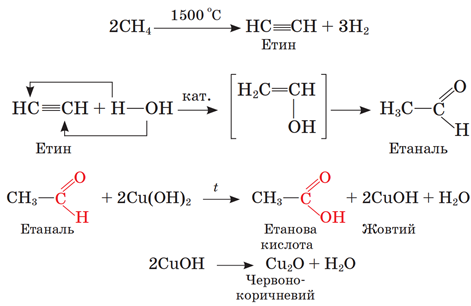 2CH₄ 1500 °C HC≡CH + 3H₂
Етин
HC≡CH + H—OH кат. H₂C=CH OH H₃C—C O H
Етин Етаналь
CH₃—C O H + 2Cu(OH)₂ t CH₃—C O OH + 2CuOH + H₂O
Етаналь Етанова Жовтий
кислота
2CuOH Cu₂O + H₂O
Червоно-
коричневий